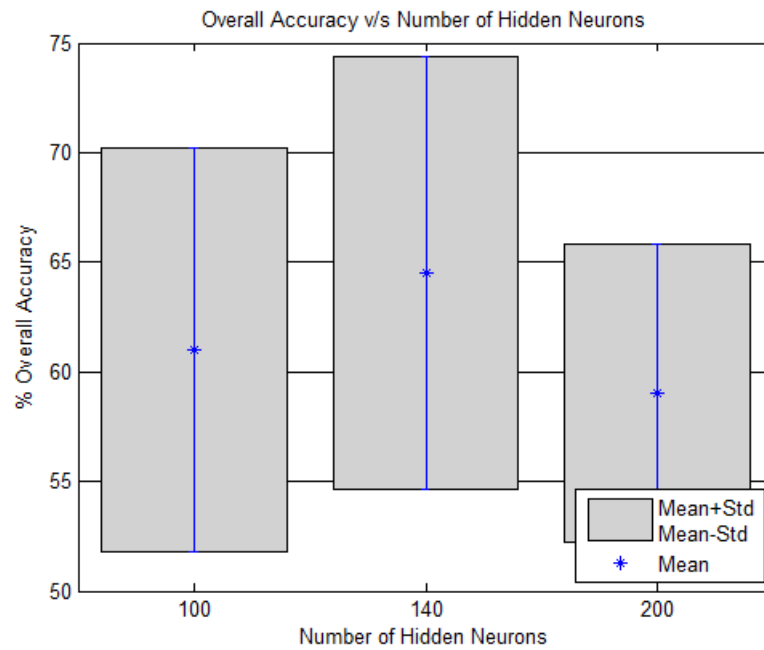 Overall Accuracy v/s Number of Hidden Neurons
75
70
65
60
55
50
% Overall Accuracy
Mean+Std
Mean-Std
Mean
100 140 200
Number of Hidden Neurons